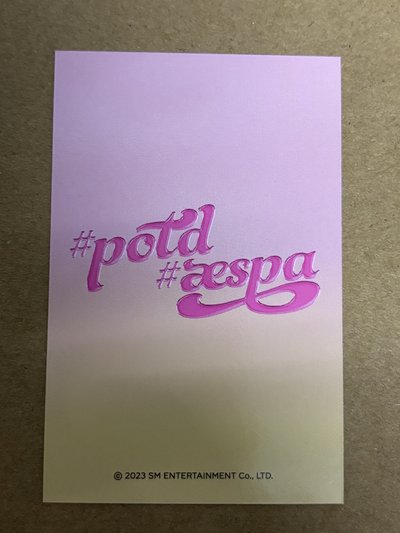 #potd
#æspa
© 2023 SM ENTERTAINMENT Co., LTD.